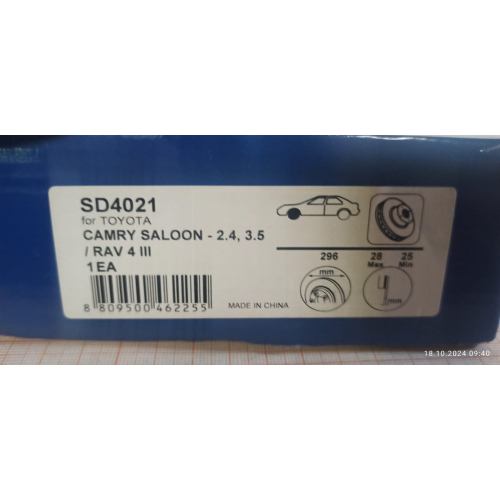 SD4021
for TOYOTA
CAMRY SALOON - 2.4, 3.5
/ RAV 4 III
1EA
8 809500 462255
MADE IN CHINA
296 28 25
Max Min
mm
mm
18.10.2024 09:40